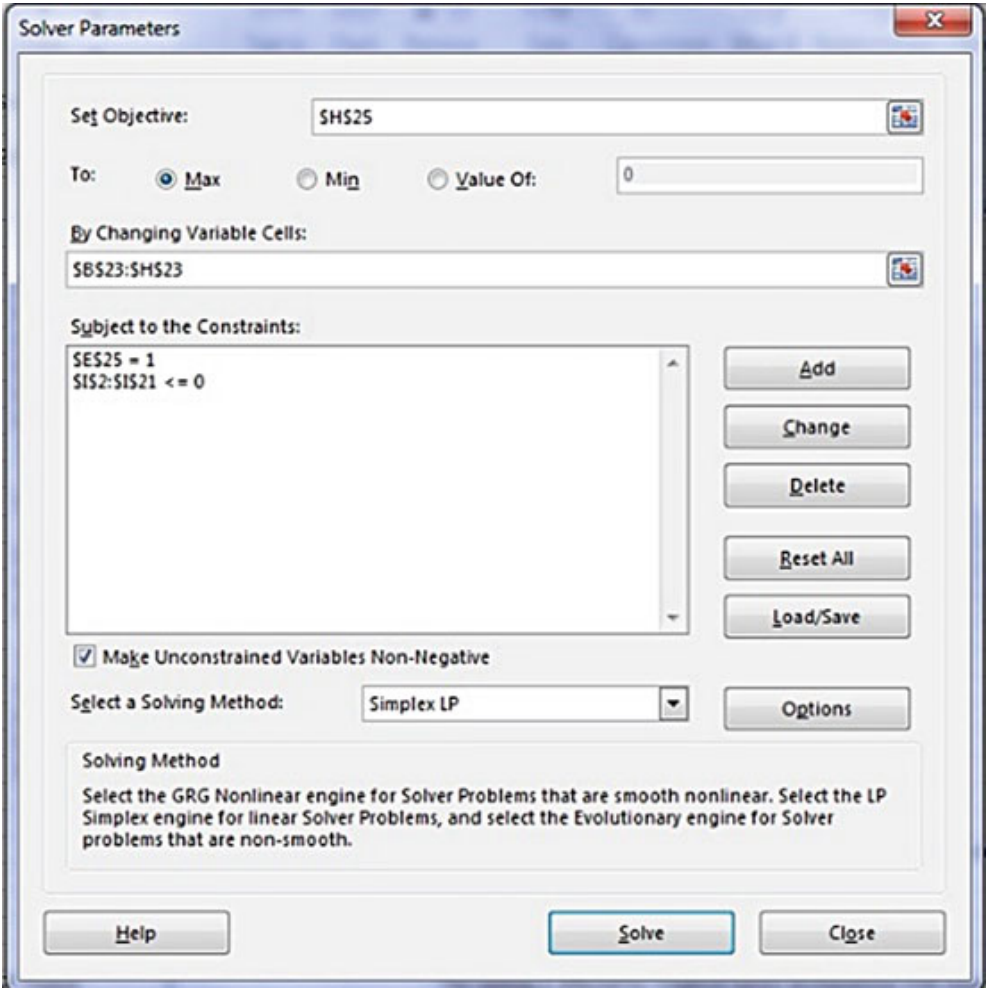 Solver Parameters
Set Objective:
$H$25
To:
Max
Min
Value Of:
0
By Changing Variable Cells:
$B$23:$H$23
Subject to the Constraints:
$E$25 = 1
$I$2:$I$21 <= 0
Add
Change
Delete
Reset All
Load/Save
Make Unconstrained Variables Non-Negative
Select a Solving Method:
Simplex LP
Options
Solving Method
Select the GRG Nonlinear engine for Solver Problems that are smooth nonlinear. Select the LP
Simplex engine for linear Solver Problems, and select the Evolutionary engine for Solver
problems that are non-smooth.
Help
Solve
Close